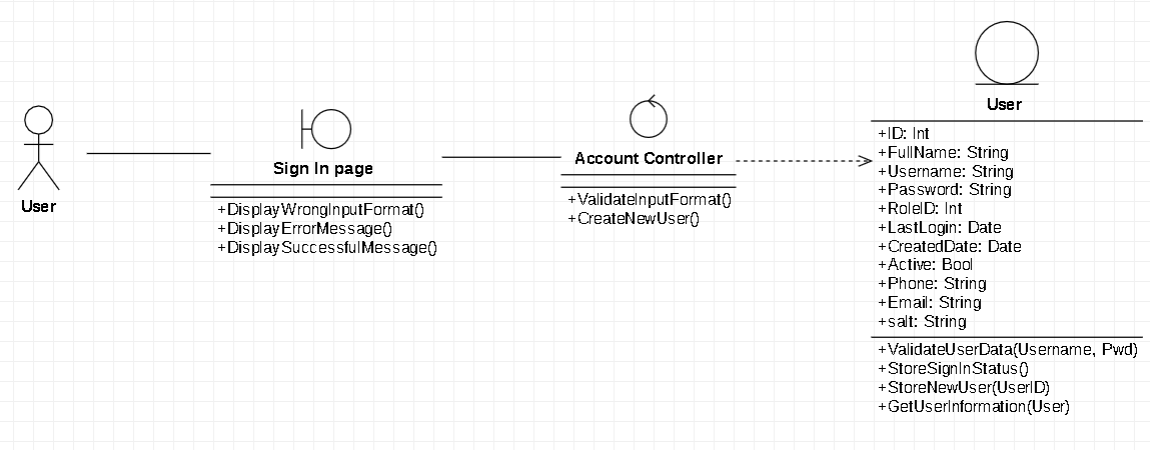 User
Sign In page
+DisplayWrongInputFormat()
+DisplayErrorMessage()
+DisplaySuccessfulMessage()
Account Controller
+ValidateInputFormat()
+CreateNewUser()
User
+ID: Int
+FullName: String
+Username: String
+Password: String
+RoleID: Int
+LastLogin: Date
+CreatedDate: Date
+Active: Bool
+Phone: String
+Email: String
+salt: String
+ValidateUserData(Username, Pwd)
+StoreSignInStatus()
+StoreNewUser(UserID)
+GetUserInformation(User)